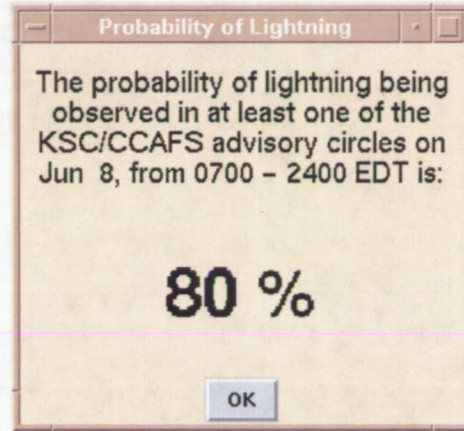 Probability of Lightning
The probability of lightning being
observed in at least one of the
KSC/CCAFS advisory circles on
Jun  8, from 0700 – 2400 EDT is:
80 %
OK